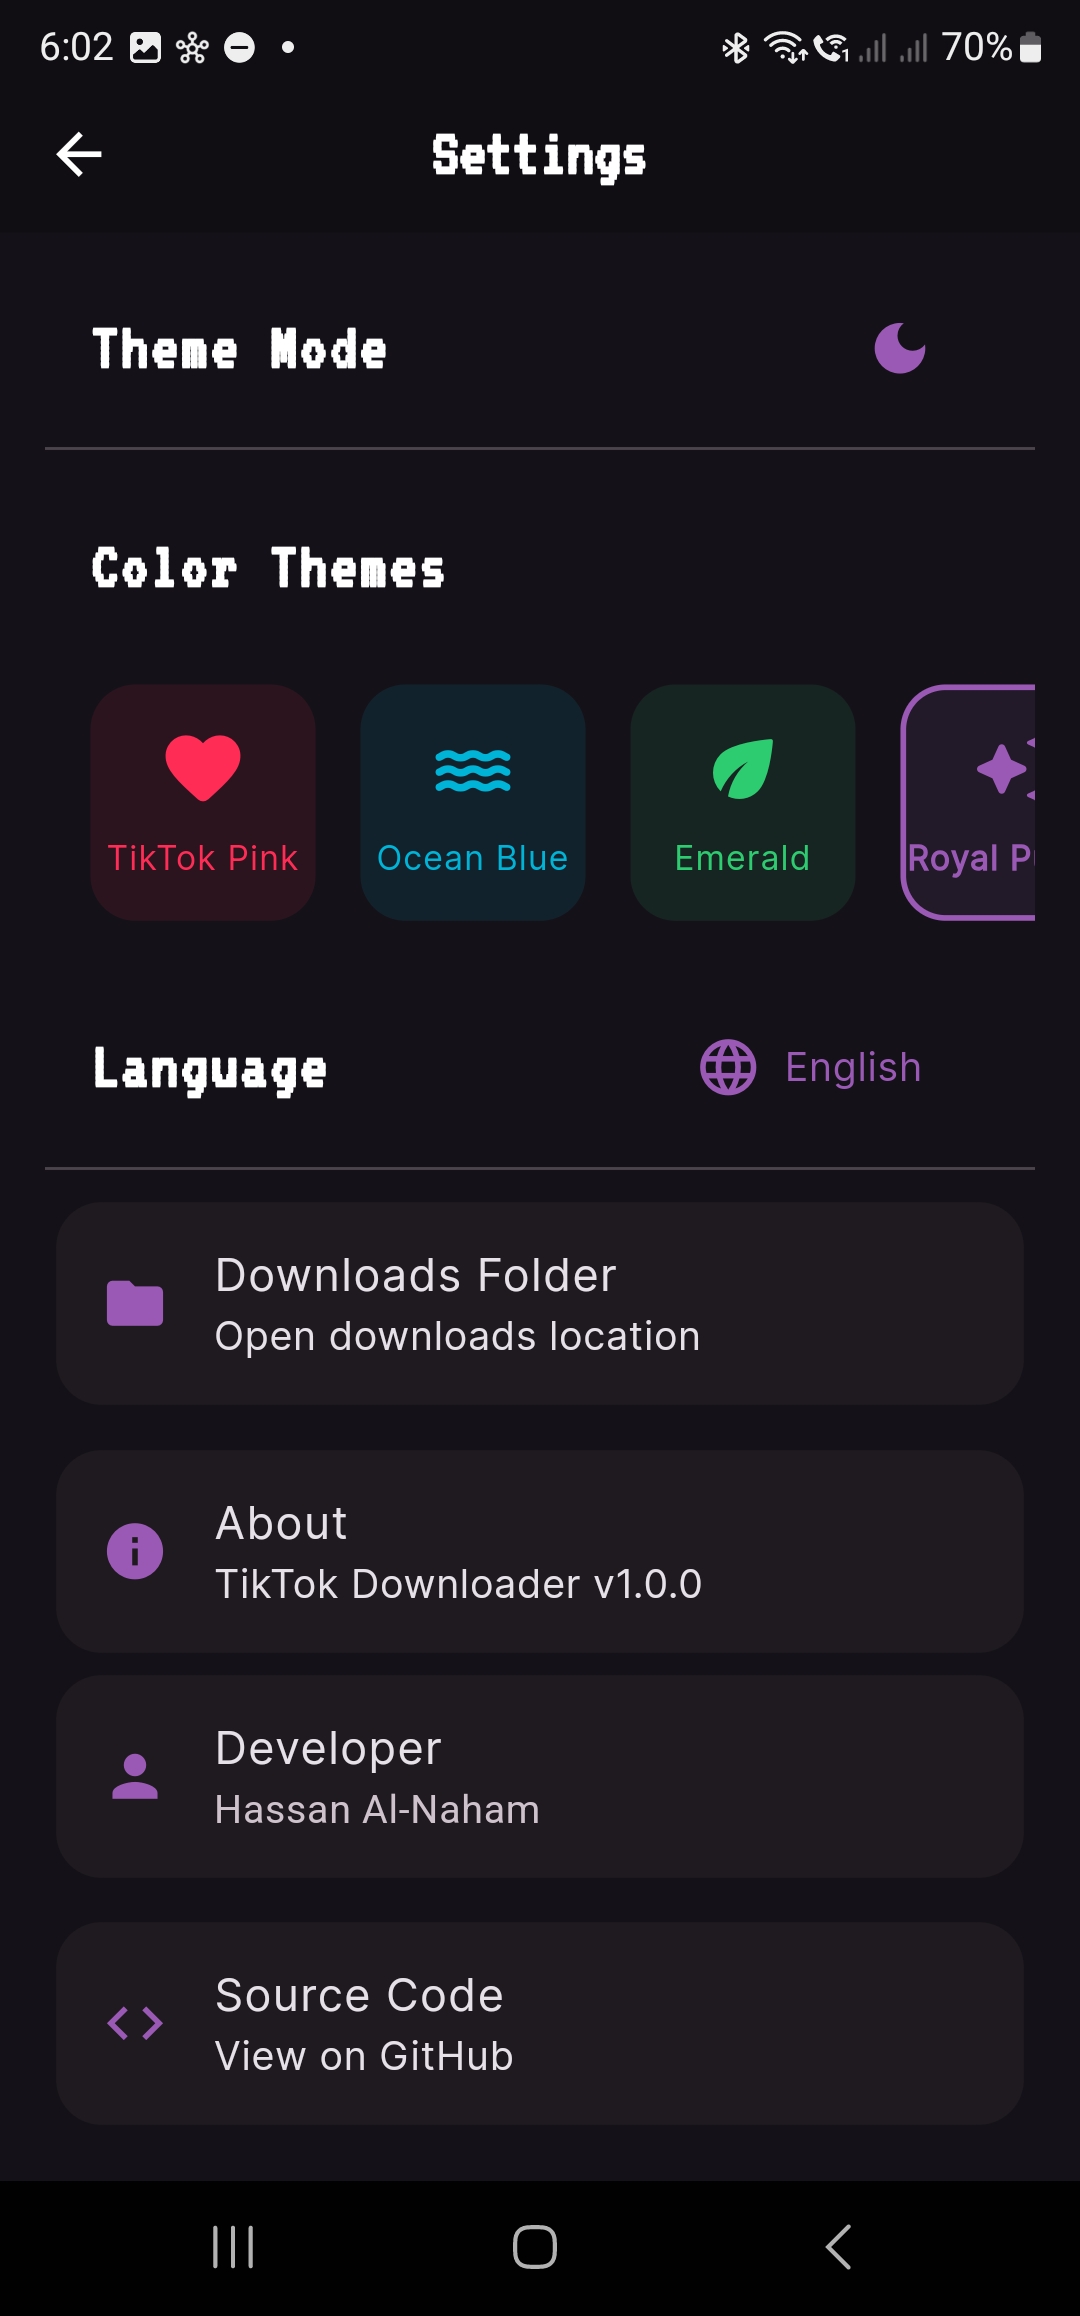 6:02
70%
Settings
Theme Mode
Color Themes
TikTok Pink
Ocean Blue
Emerald
Royal
Language
English
Downloads Folder
Open downloads location
About
TikTok Downloader v1.0.0
Developer
Hassan Al-Naham
Source Code
View on GitHub